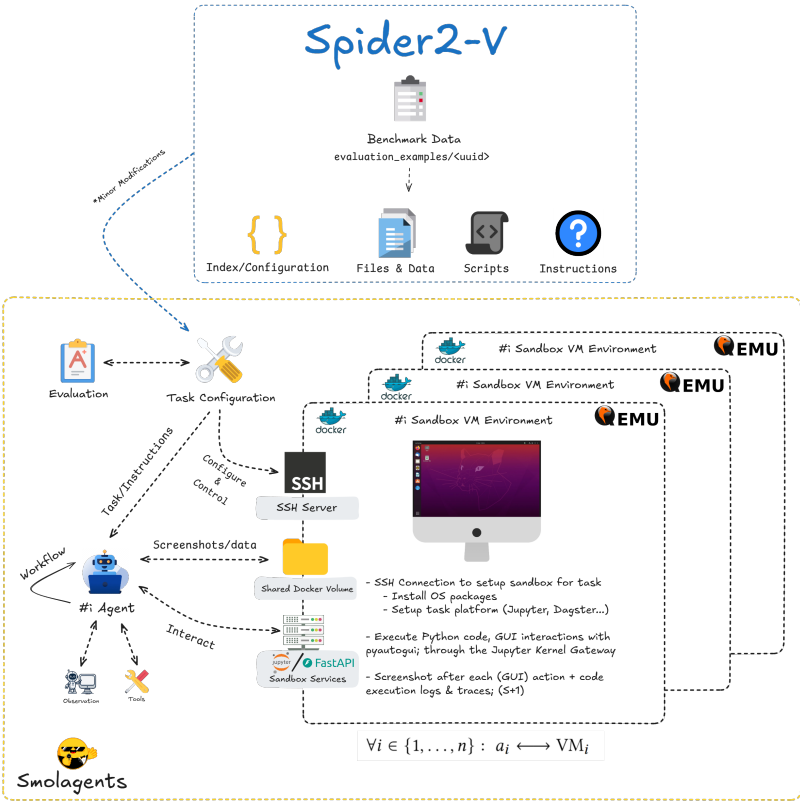 Spider2-V
Benchmark Data
evaluation_examples/<uuid>
*Minor Modifications
Index/Configuration
Files & Data
Scripts
Instructions
Evaluation
Task Configuration
docker
#i Sandbox VM Environment
QEMU
docker
#i Sandbox VM Environment
QEMU
docker
#i Sandbox VM Environment
QEMU
Task/Instructions
Configure
&
Control
SSH
SSH Server
Workflow
#i Agent
Screenshots/data
Shared Docker Volume
Interact
jupyter
/
FastAPI
Sandbox Services
Observation
Tools
- SSH Connection to setup sandbox for task
- Install OS packages
- Setup task platform (Jupyter, Dagster...)
- Execute Python code, GUI interactions with
pyautogui; through the Jupyter Kernel Gateway
- Screenshot after each (GUI) action + code
execution logs & traces; (S+1)
Smolagents
∀i ∈ {1, . . . , n} : aᵢ ⟷ VMᵢ